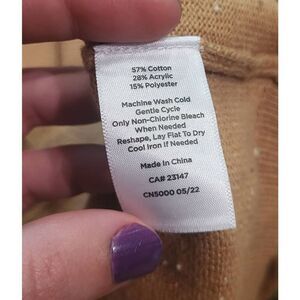 57% Cotton
28% Acrylic
15% Polyester
Machine Wash Cold
Gentle Cycle
Only Non-Chlorine Bleach
When Needed
Reshape, Lay Flat To Dry
Cool Iron If Needed
Made In China
CA# 23147
CN5000 05/22